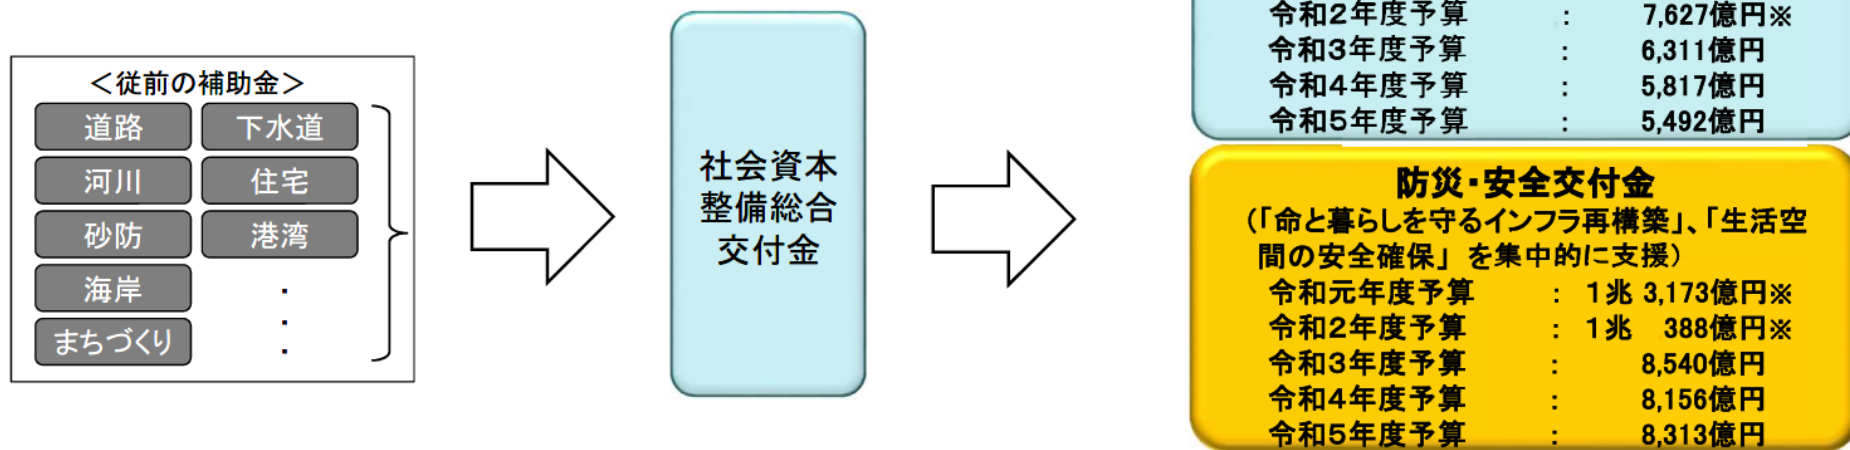 ＜従前の補助金＞
道路
下水道
河川
住宅
砂防
港湾
海岸
まちづくり
・
・
・
社会資本
整備総合
交付金
令和2年度予算 ： 7,627億円※
令和3年度予算 ： 6,311億円
令和4年度予算 ： 5,817億円
令和5年度予算 ： 5,492億円
防災・安全交付金
（「命と暮らしを守るインフラ再構築」、「生活空
間の安全確保」を集中的に支援）
令和元年度予算 ： 1兆 3,173億円※
令和2年度予算 ： 1兆 388億円※
令和3年度予算 ： 8,540億円
令和4年度予算 ： 8,156億円
令和5年度予算 ： 8,313億円